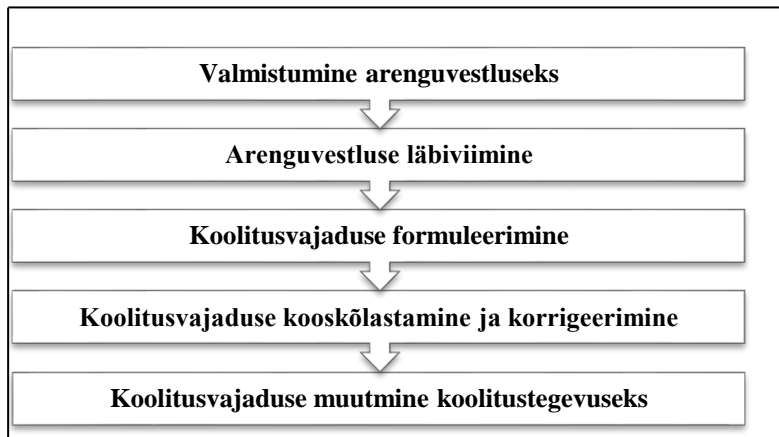 Valmistumine arenguvestluseks
Arenguvestluse läbiviimine
Koolitusvajaduse formuleerimine
Koolitusvajaduse kooskõlastamine ja korrigeerimine
Koolitusvajaduse muutmine koolitustegevuseks